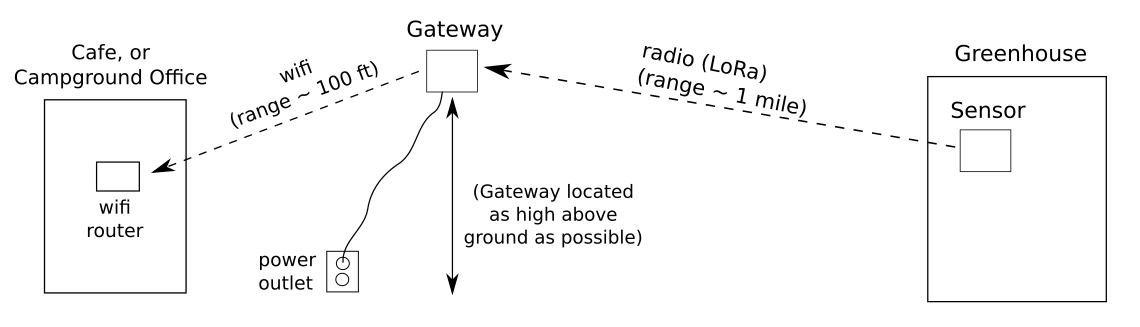 Cafe, or
Campground Office
wifi
router
wifi
(range ~ 100 ft)
Gateway
power
outlet
(Gateway located
as high above
ground as possible)
radio (LoRa)
(range ~ 1 mile)
Greenhouse
Sensor